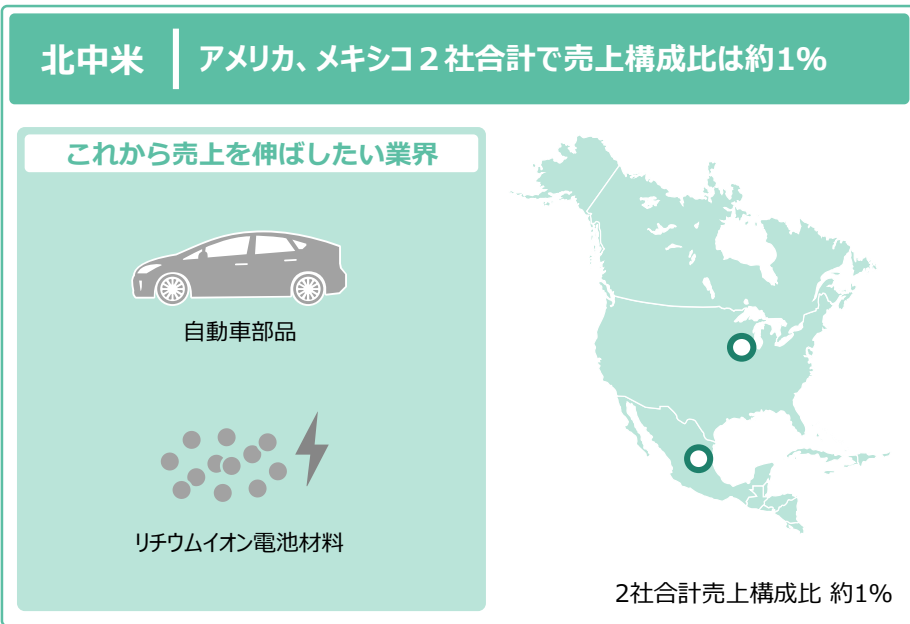 北中米
アメリカ、メキシコ2社合計で売上構成比は約1%
これから売上を伸ばしたい業界
自動車部品
リチウムイオン電池材料
2社合計売上構成比 約1%